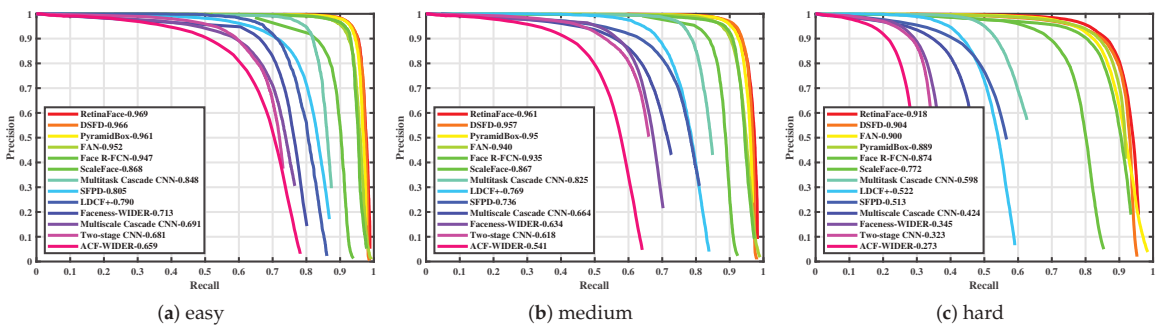 Precision
1
0.9
0.8
0.7
0.6
0.5
0.4
0.3
0.2
0.1
0
RetinaFace-0.969
DSFD-0.966
PyramidBox-0.961
FAN-0.952
Face R-FCN-0.947
ScaleFace-0.868
Multitask Cascade CNN-0.848
SFPD-0.805
LDCF+-0.790
Faceness-WIDER-0.713
Multiscale Cascade CNN-0.691
Two-stage CNN-0.681
ACF-WIDER-0.659
0 0.1 0.2 0.3 0.4 0.5 0.6 0.7 0.8 0.9 1
Recall
(a) easy
Precision
1
0.9
0.8
0.7
0.6
0.5
0.4
0.3
0.2
0.1
0
RetinaFace-0.961
DSFD-0.957
PyramidBox-0.95
FAN-0.940
Face R-FCN-0.935
ScaleFace-0.867
Multitask Cascade CNN-0.825
LDCF+-0.769
SFPD-0.736
Multiscale Cascade CNN-0.664
Faceness-WIDER-0.634
Two-stage CNN-0.618
ACF-WIDER-0.541
0 0.1 0.2 0.3 0.4 0.5 0.6 0.7 0.8 0.9 1
Recall
(b) medium
Precision
1
0.9
0.8
0.7
0.6
0.5
0.4
0.3
0.2
0.1
0
RetinaFace-0.918
DSFD-0.904
FAN-0.900
PyramidBox-0.889
Face R-FCN-0.874
ScaleFace-0.772
Multitask Cascade CNN-0.598
LDCF+-0.522
SFPD-0.513
Multiscale Cascade CNN-0.424
Faceness-WIDER-0.345
Two-stage CNN-0.323
ACF-WIDER-0.273
0 0.1 0.2 0.3 0.4 0.5 0.6 0.7 0.8 0.9 1
Recall
(c) hard